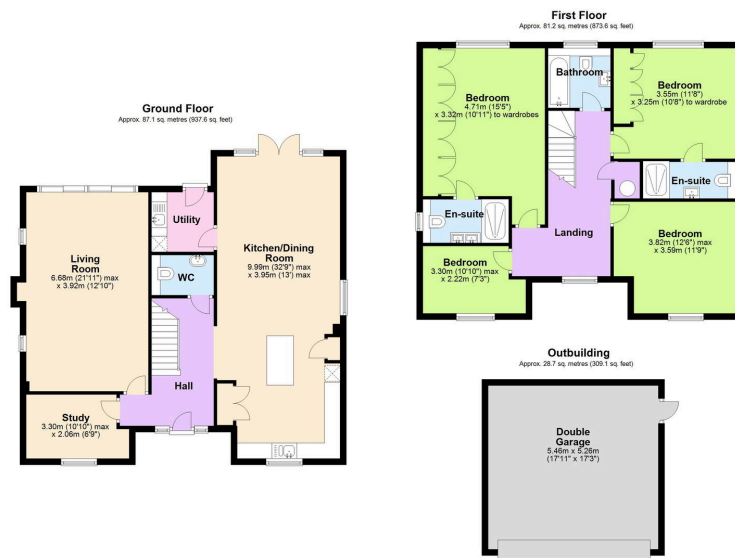 Ground Floor
Approx. 87.1 sq. metres (937.6 sq. feet)
Utility
Living
Room
6.68m (21'11") max
x 3.92m (12'10")
Kitchen/Dining
Room
9.99m (32'9") max
x 3.95m (13') max
WC
Hall
Study
3.30m (10'10") max
x 2.06m (6'9")
First Floor
Approx. 81.2 sq. metres (873.6 sq. feet)
Bathroom
Bedroom
4.71m (15'5")
x 3.32m (10'11") to wardrobes
Bedroom
3.55m (11'8")
x 3.25m (10'8") to wardrobe
En-suite
En-suite
Landing
Bedroom
3.82m (12'6") max
x 3.59m (11'9")
Bedroom
3.30m (10'10") max
x 2.22m (7'3")
Outbuilding
Approx. 28.7 sq. metres (309.1 sq. feet)
Double
Garage
5.46m x 5.26m
(17'11" x 17'3")